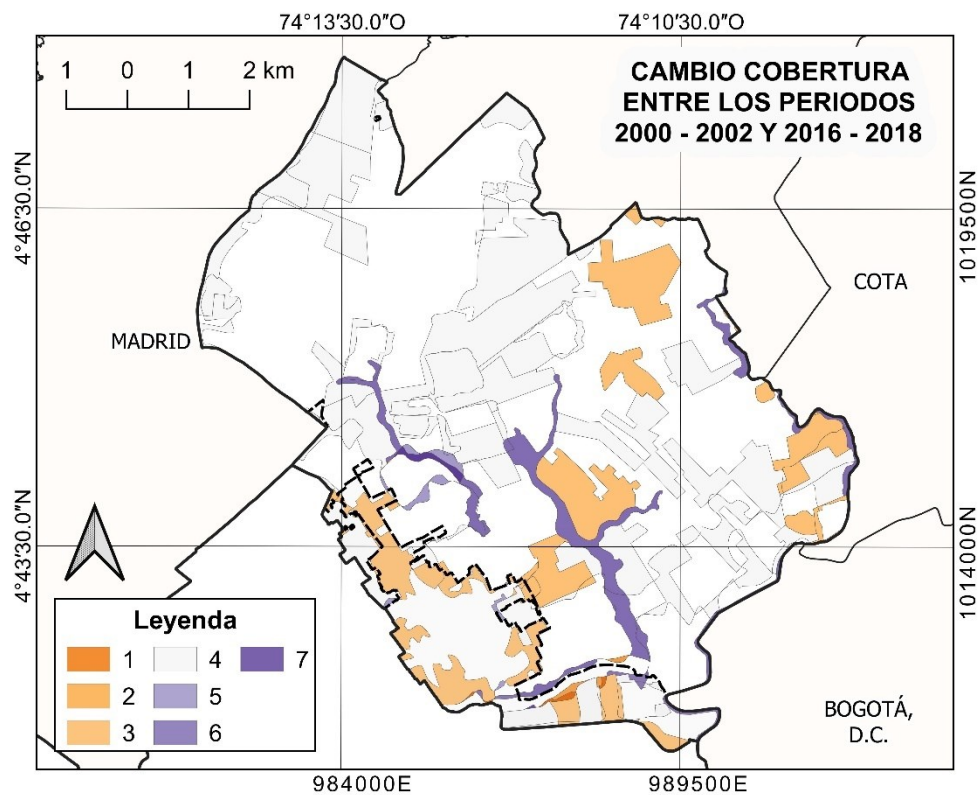 74°13'30.0"O 74°10'30.0"O
1 0 1 2 km
CAMBIO COBERTURA
ENTRE LOS PERIODOS
2000 - 2002 Y 2016 - 2018
4°46'30.0"N
1019500N
COTA
MADRID
4°43'30.0"N
1014000N
Leyenda
1 4 7
2 5
3 6
BOGOTÁ,
D.C.
984000E 989500E